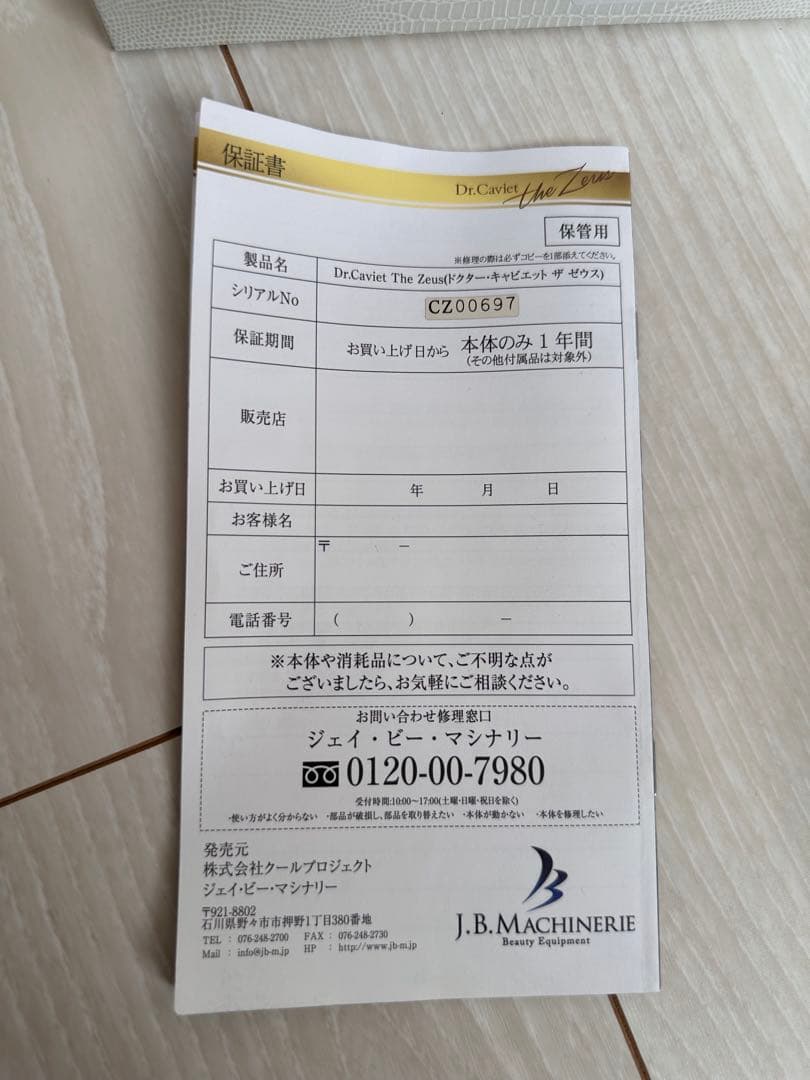 保証書
Dr.Caviet the Zeus
保管用
※修理の際は必ずコピーを1部添えてください。
製品名 Dr.Caviet The Zeus(ドクター・キャビエット ザ ゼウス)
シリアルNo CZ00697
保証期間 お買い上げ日から 本体のみ1年間
(その他付属品は対象外)
販売店
お買い上げ日 年 月 日
お客様名
ご住所 〒 －
電話番号 ( ) －
※本体や消耗品について、ご不明な点が
ございましたら、お気軽にご相談ください。
お問い合わせ修理窓口
ジェイ・ビー・マシナリー
0120-00-7980
受付時間:10:00～17:00(土曜・日曜・祝日を除く)
・使い方がよく分からない ・部品が破損し、部品を取り替えたい ・本体が動かない ・本体を修理したい
発売元
株式会社クールプロジェクト
ジェイ・ビー・マシナリー
〒921-8802
石川県野々市市押野1丁目380番地
TEL : 076-248-2700 FAX : 076-248-2730
Mail : info@jb-m.jp HP : http://www.jb-m.jp
J.B.MACHINERIE
Beauty Equipment